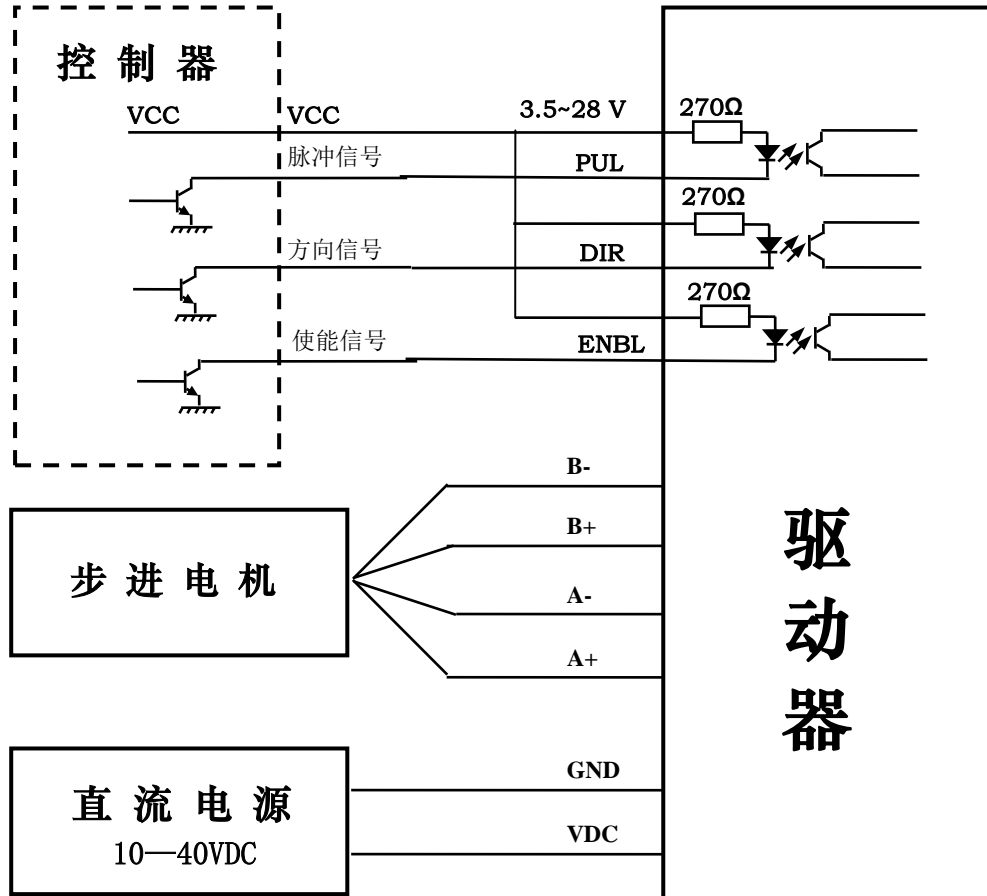 控 制 器
VCC
VCC
3.5~28 V
270Ω
脉冲信号
PUL
270Ω
方向信号
DIR
270Ω
使能信号
ENBL
B-
B+
步 进 电 机
A-
A+
驱
动
器
GND
直 流 电 源
VDC
10—40VDC